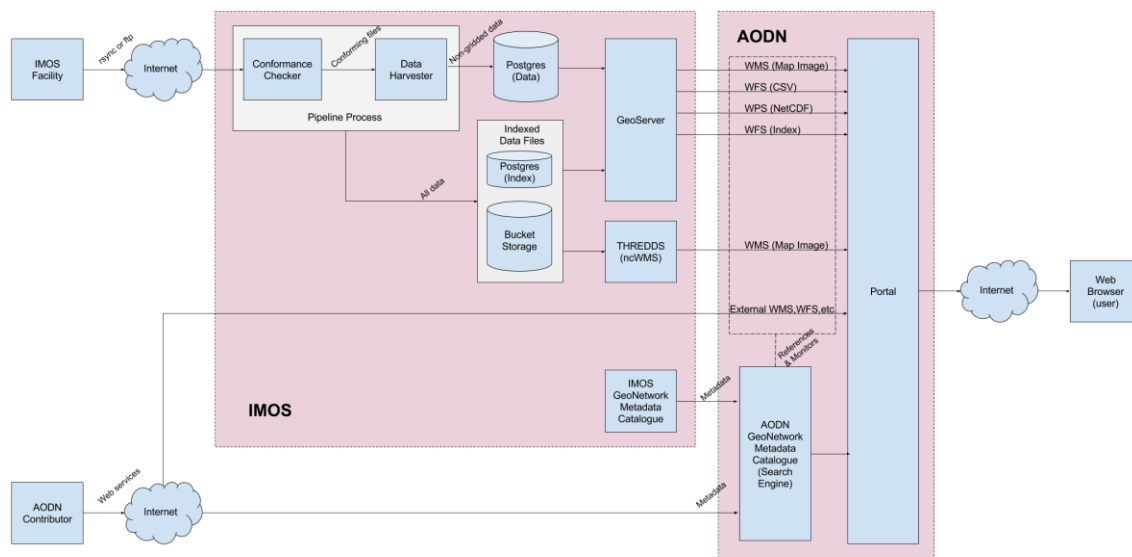 IMOS
Facility
rsync or ftp
Internet
Conformance
Checker
Conforming files
Data
Harvester
Pipeline Process
Non-gridded data
Postgres
(Data)
All data
Indexed
Data Files
Postgres
(Index)
Bucket
Storage
GeoServer
THREDDS
(ncWMS)
IMOS
GeoNetwork
Metadata
Catalogue
IMOS
AODN
WMS (Map Image)
WFS (CSV)
WPS (NetCDF)
WFS (Index)
WMS (Map Image)
External WMS,WFS,etc
References
& Monitors
Metadata
AODN
GeoNetwork
Metadata
Catalogue
(Search
Engine)
Portal
Internet
Web
Browser
(user)
AODN
Contributor
Web services
Internet
Metadata